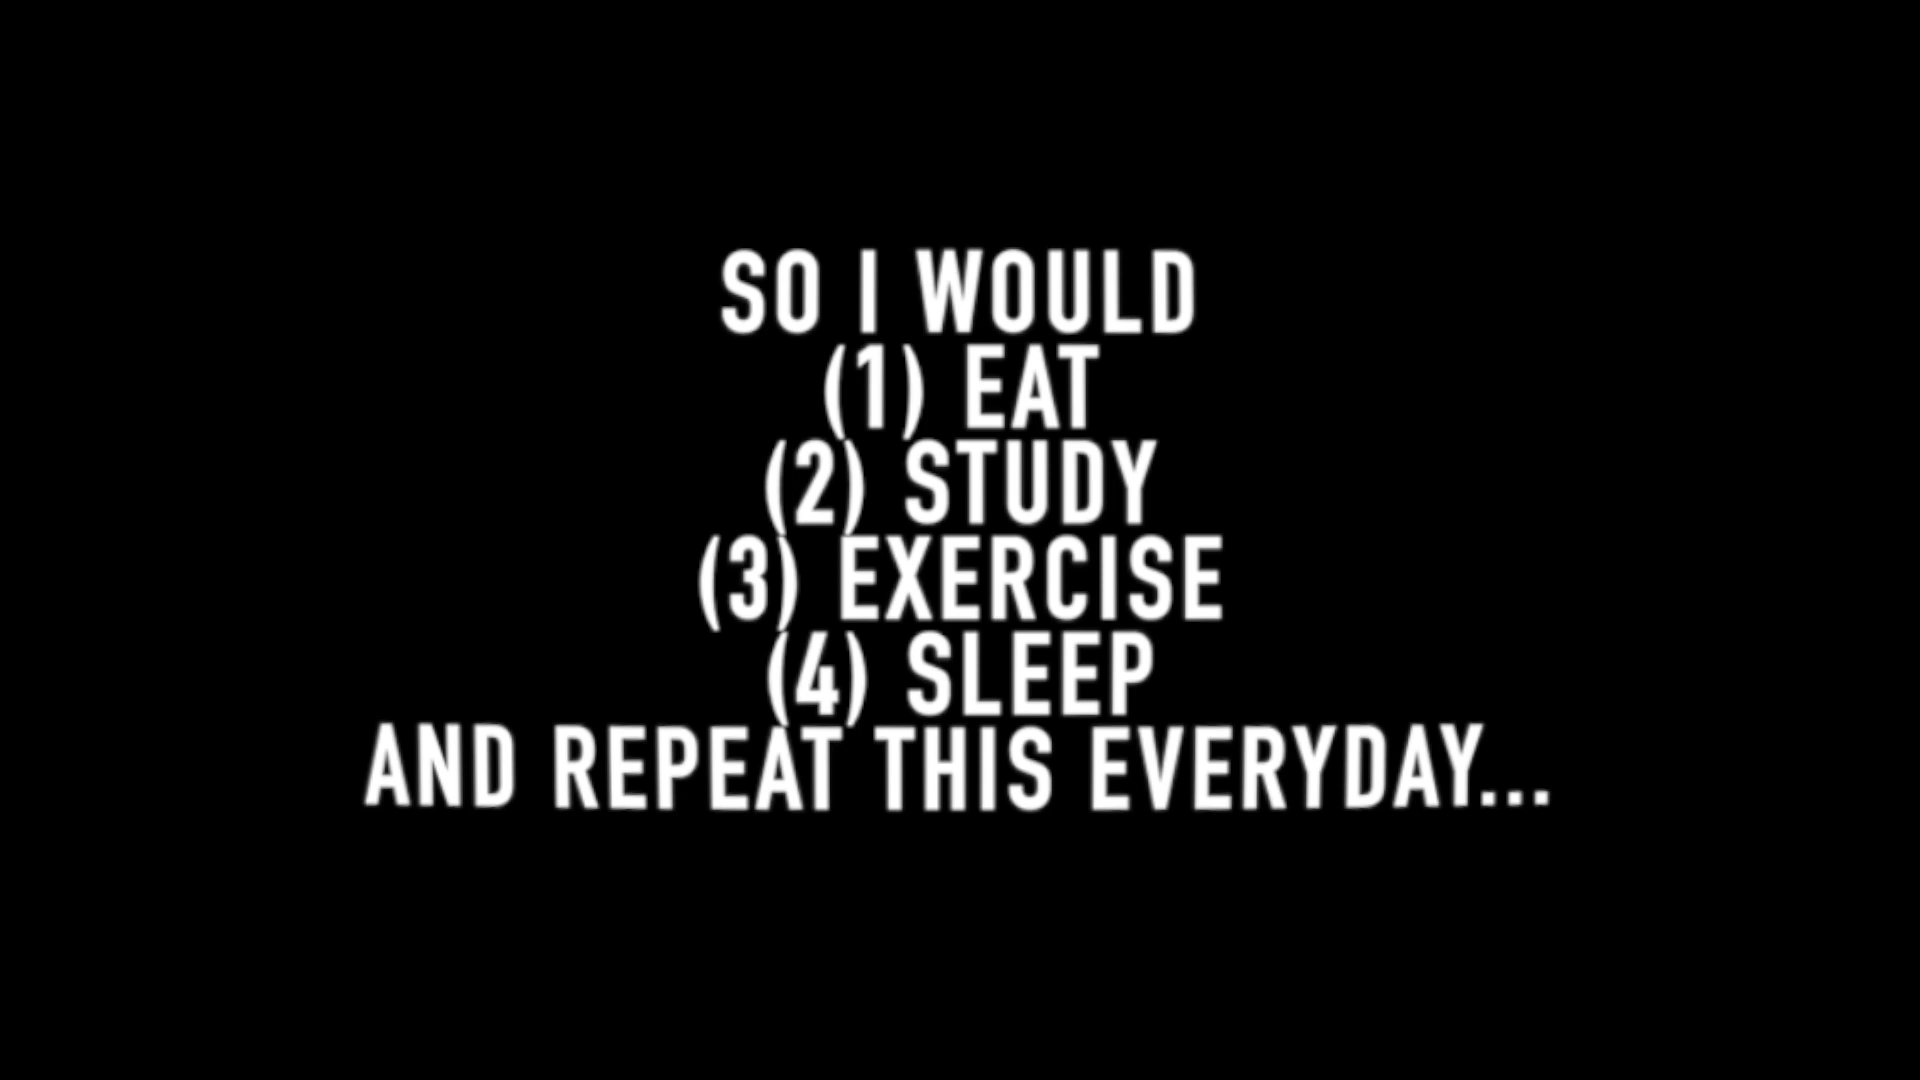 SO I WOULD
(1) EAT
(2) STUDY
(3) EXERCISE
(4) SLEEP
AND REPEAT THIS EVERYDAY...